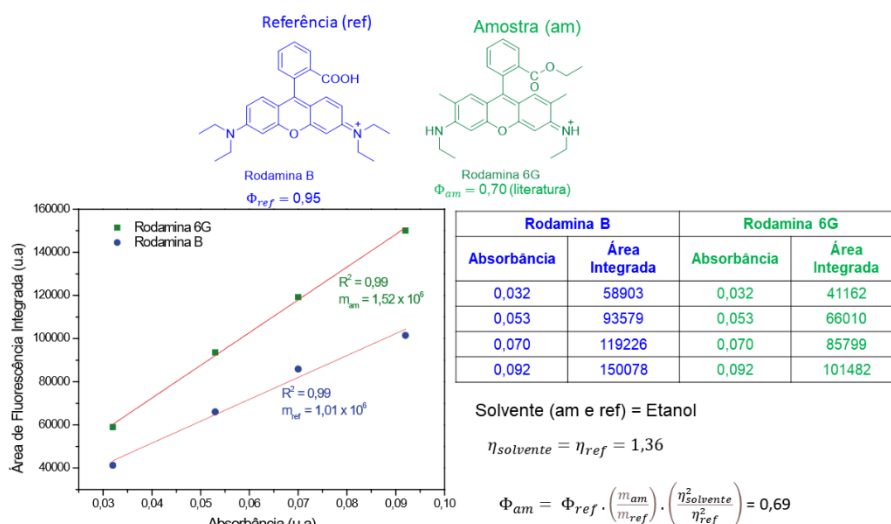 Referência (ref)
Amostra (am)
COOH
N
O
N+
Rodamina B
Φref = 0,95
O
O
HN
O
NH+
Rodamina 6G
Φam = 0,70 (literatura)
Área de Fluorescência Integrada (u.a)
160000
140000
120000
100000
80000
60000
40000
Rodamina 6G
Rodamina B
R² = 0,99
mam = 1,52 x 10⁶
R² = 0,99
mref = 1,01 x 10⁶
0,03 0,04 0,05 0,06 0,07 0,08 0,09 0,10
Absorbância (u.a)
Rodamina B Rodamina 6G
Absorbância Área Integrada Absorbância Área Integrada
0,032 58903 0,032 41162
0,053 93579 0,053 66010
0,070 119226 0,070 85799
0,092 150078 0,092 101482
Solvente (am e ref) = Etanol
ηsolvente = ηref = 1,36
Φam = Φref . (mam/mref) . (η²solvente/η²ref) = 0,69